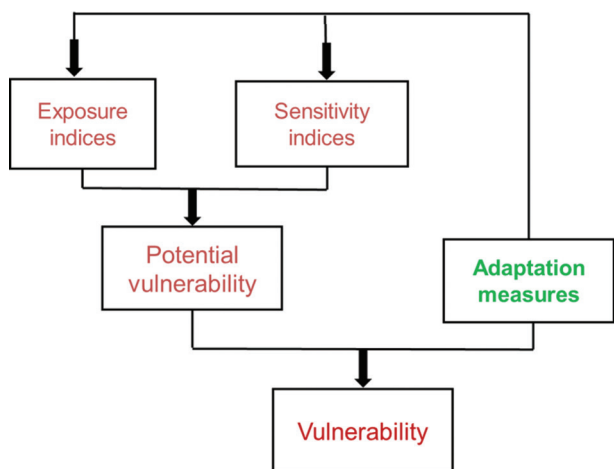 Exposure
indices
Sensitivity
indices
Potential
vulnerability
Adaptation
measures
Vulnerability